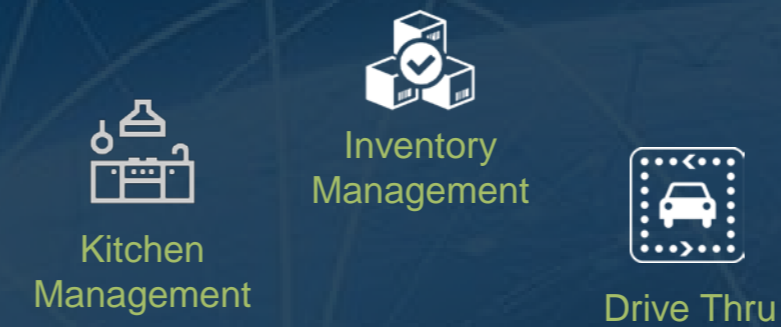 Inventory
Management
Kitchen
Management
Drive Thru